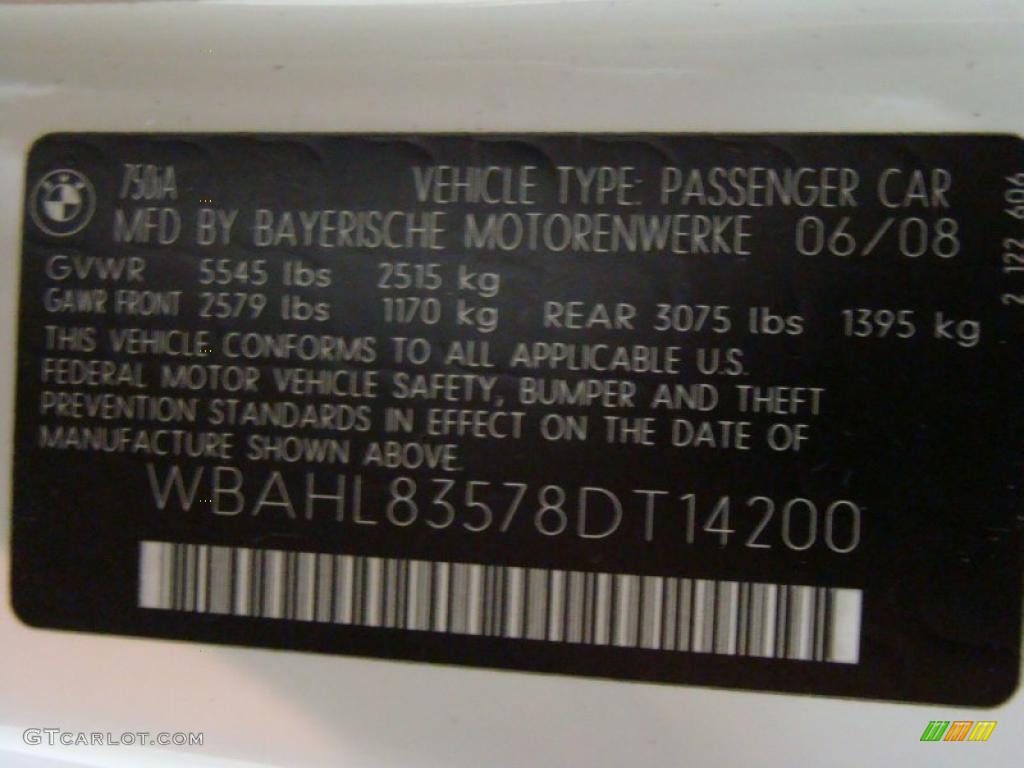 750iA VEHICLE TYPE: PASSENGER CAR
MFD BY BAYERISCHE MOTORENWERKE 06/08
GVWR 5545 lbs 2515 kg
GAWR FRONT 2579 lbs 1170 kg REAR 3075 lbs 1395 kg
THIS VEHICLE CONFORMS TO ALL APPLICABLE U.S.
FEDERAL MOTOR VEHICLE SAFETY, BUMPER AND THEFT
PREVENTION STANDARDS IN EFFECT ON THE DATE OF
MANUFACTURE SHOWN ABOVE.
WBAHL83578DT14200
2 122 606
GTCARLOT.COM